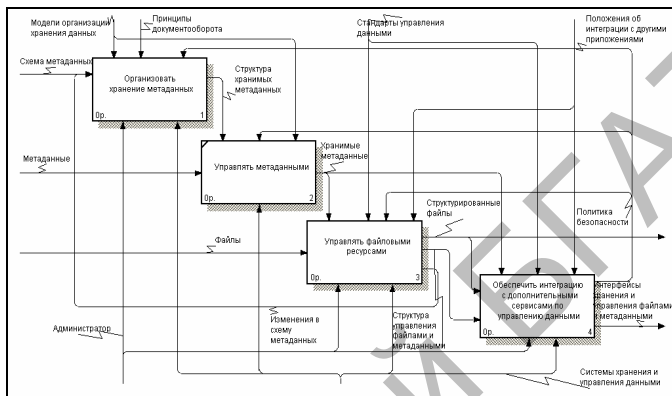 Модели организации
хранения данных
Принципы
документооборота
Стандарты управления
данными
Положения об
интеграции с другими
приложениями
Схема метаданных
Организовать
хранение метаданных
0р.
1
Структура
хранимых
метаданных
Метаданные
Управлять метаданными
0р.
2
Хранимые
метаданные
Структурированные
файлы
Политика
безопасности
Файлы
Управлять файловыми
ресурсами
0р.
3
Обеспечить интеграцию
с дополнительными
сервисами по
управлению данными
0р.
4
Интерфейсы
хранения и
управления файлами
и метаданными
Администратор
Изменения в
схему
метаданных
Структура
управления
файлами и
метаданными
Системы хранения и
управления данными
Й БГАТ